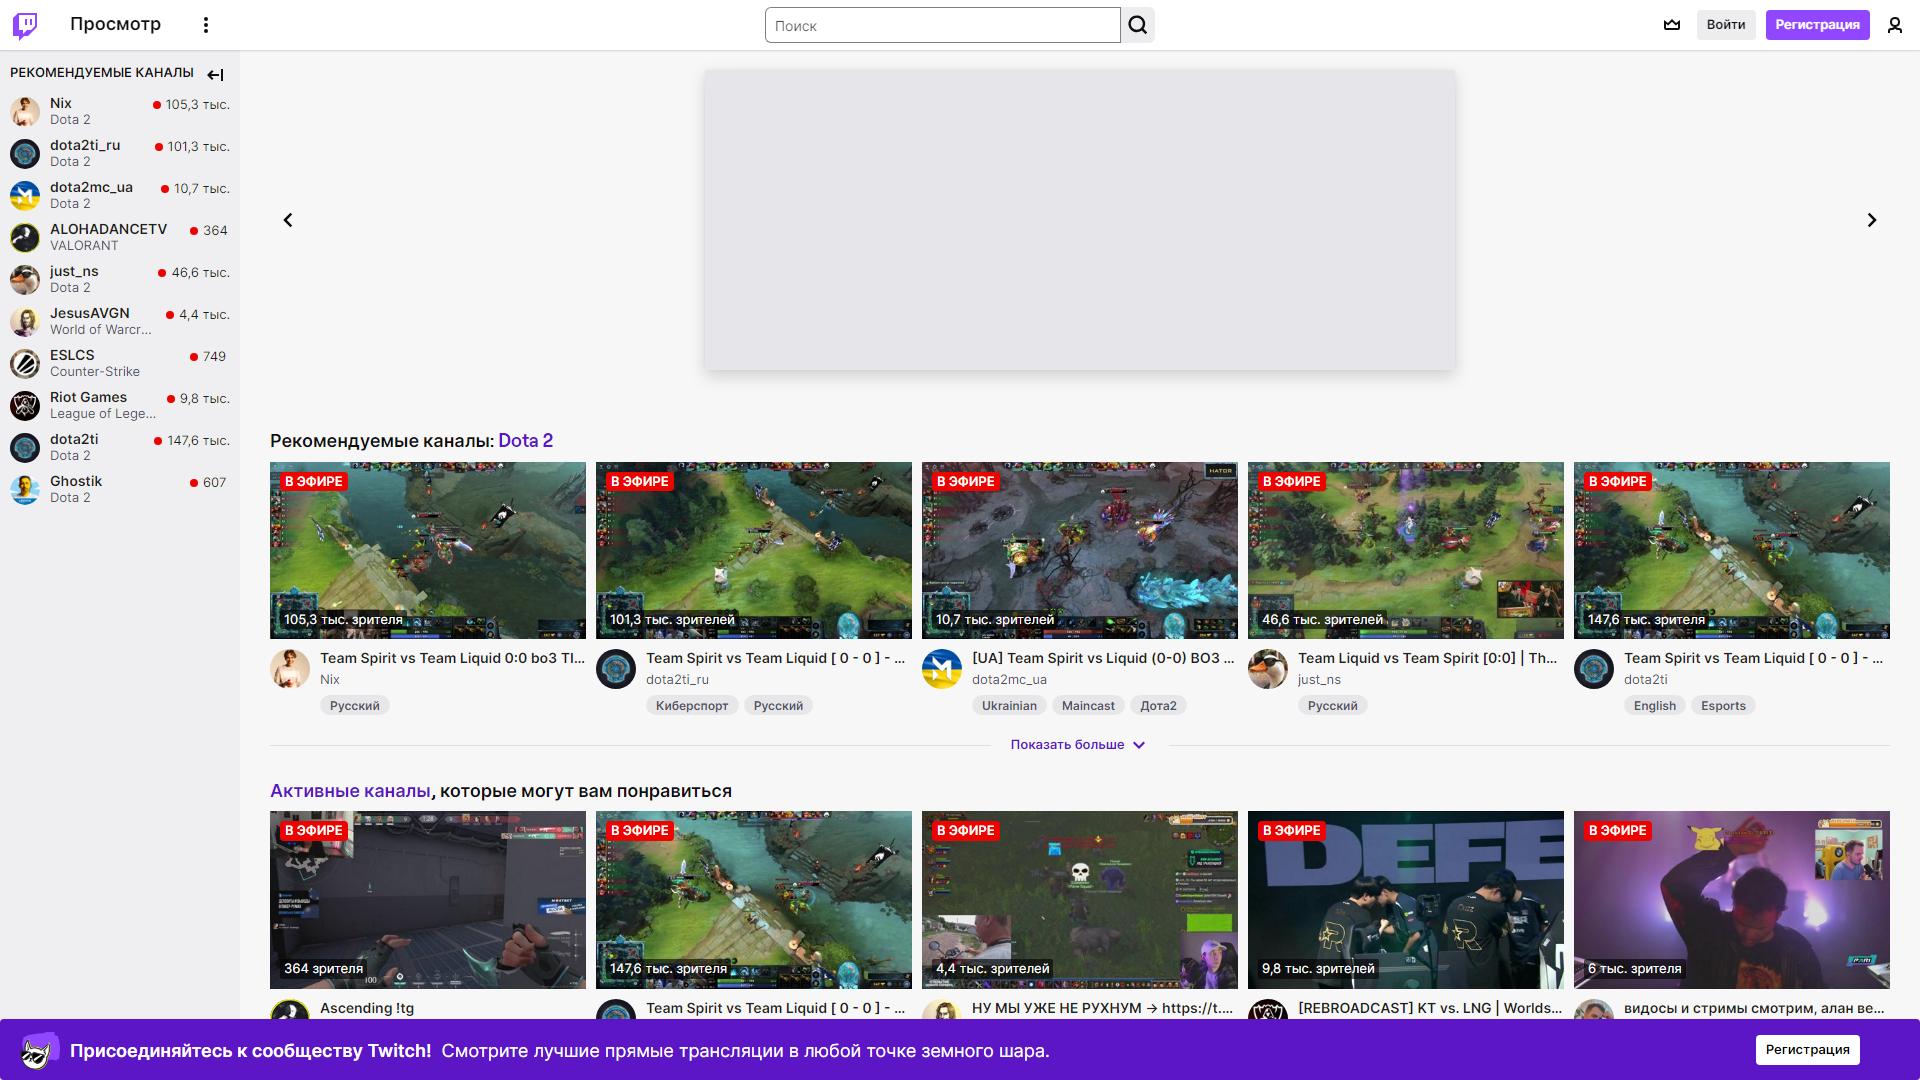 Просмотр
Поиск
Войти
Регистрация
РЕКОМЕНДУЕМЫЕ КАНАЛЫ
Nix
105,3 тыс.
Dota 2
dota2ti_ru
101,3 тыс.
Dota 2
dota2mc_ua
10,7 тыс.
Dota 2
ALOHADANCETV
364
VALORANT
just_ns
46,6 тыс.
Dota 2
JesusAVGN
4,4 тыс.
World of Warcr...
ESLCS
749
Counter-Strike
Riot Games
9,8 тыс.
League of Lege...
dota2ti
147,6 тыс.
Dota 2
Ghostik
607
Dota 2
Рекомендуемые каналы: Dota 2
В ЭФИРЕ
105,3 тыс. зрителя
Team Spirit vs Team Liquid 0:0 bo3 TI...
Nix
Русский
В ЭФИРЕ
101,3 тыс. зрителей
Team Spirit vs Team Liquid [ 0 - 0 ] - ...
dota2ti_ru
Киберспорт
Русский
В ЭФИРЕ
HATOR
10,7 тыс. зрителей
[UA] Team Spirit vs Liquid (0-0) BO3 ...
dota2mc_ua
Ukrainian
Maincast
Дота2
В ЭФИРЕ
46,6 тыс. зрителей
Team Liquid vs Team Spirit [0:0] | Th...
just_ns
Русский
В ЭФИРЕ
147,6 тыс. зрителя
Team Spirit vs Team Liquid [ 0 - 0 ] - ...
dota2ti
English
Esports
Показать больше
Активные каналы, которые могут вам понравиться
В ЭФИРЕ
364 зрителя
Ascending !tg
В ЭФИРЕ
147,6 тыс. зрителя
Team Spirit vs Team Liquid [ 0 - 0 ] - ...
В ЭФИРЕ
4,4 тыс. зрителей
НУ МЫ УЖЕ НЕ РУХНУМ -> https://t....
В ЭФИРЕ
DEFE
9,8 тыс. зрителей
[REBROADCAST] KT vs. LNG | Worlds...
В ЭФИРЕ
6 тыс. зрителя
видосы и стримы смотрим, алан ве...
Присоединяйтесь к сообществу Twitch! Смотрите лучшие прямые трансляции в любой точке земного шара.
Регистрация